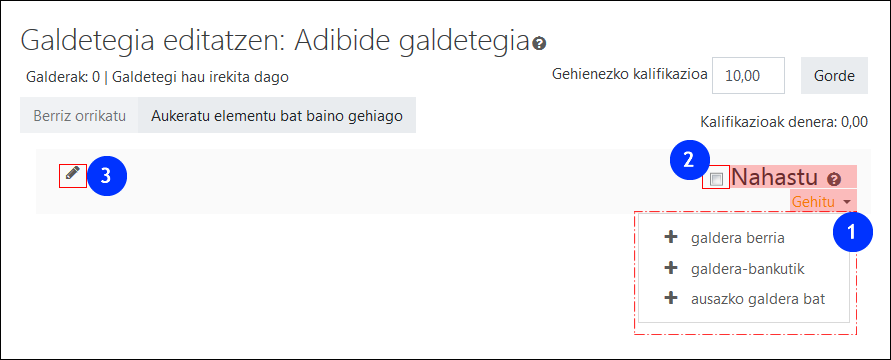 Galdetegia editatzen: Adibide galdetegia
Galderak: 0 | Galdetegi hau irekita dago
Gehienezko kalifikazioa 10,00 Gorde
Berriz orrikatu Aukeratu elementu bat baino gehiago
Kalifikazioak denera: 0,00
3
2
Nahastu
Gehitu
1
galdera berria
galdera-bankutik
ausazko galdera bat